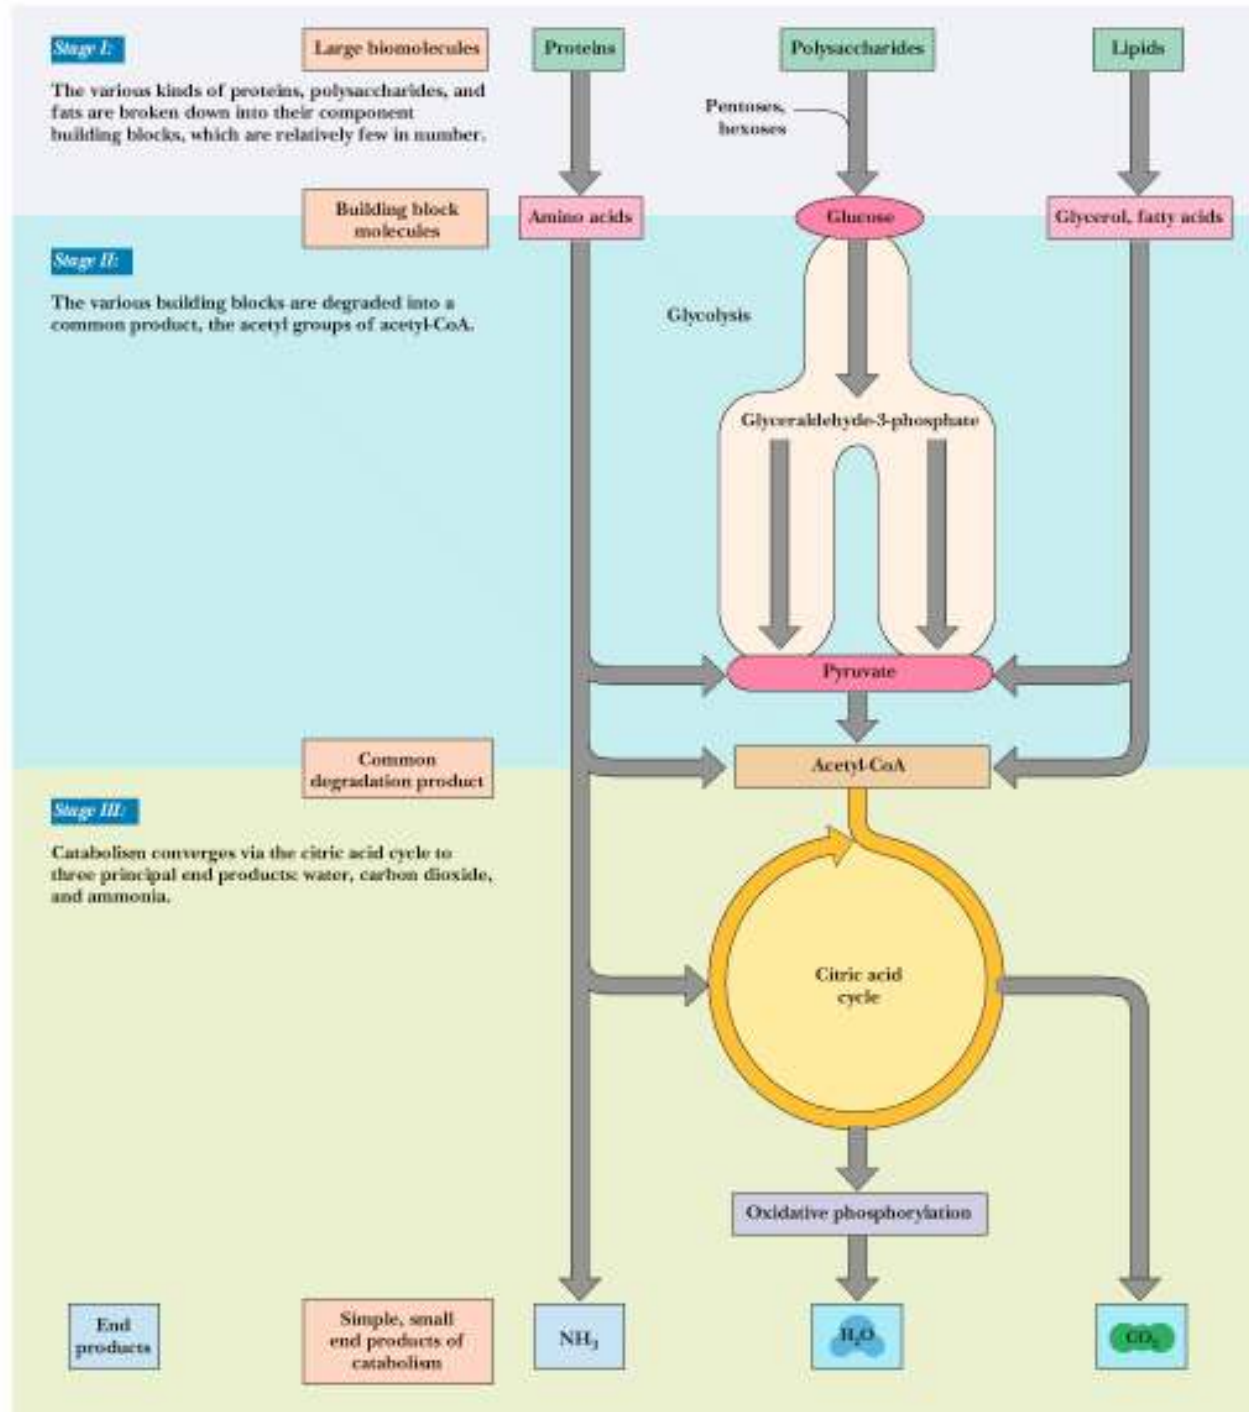 Stage I:
Large biomolecules
Proteins
Polysaccharides
Lipids
The various kinds of proteins, polysaccharides, and
fats are broken down into their component
building blocks, which are relatively few in number.
Pentoses,
hexoses
Building block
molecules
Amino acids
Glucose
Glycerol, fatty acids
Stage II:
The various building blocks are degraded into a
common product, the acetyl groups of acetyl-CoA.
Glycolysis
Glyceraldehyde-3-phosphate
Pyruvate
Common
degradation product
Acetyl-CoA
Stage III:
Catabolism converges via the citric acid cycle to
three principal end products: water, carbon dioxide,
and ammonia.
Citric acid
cycle
Oxidative phosphorylation
End
products
Simple, small
end products of
catabolism
NH₃
H₂O
CO₂